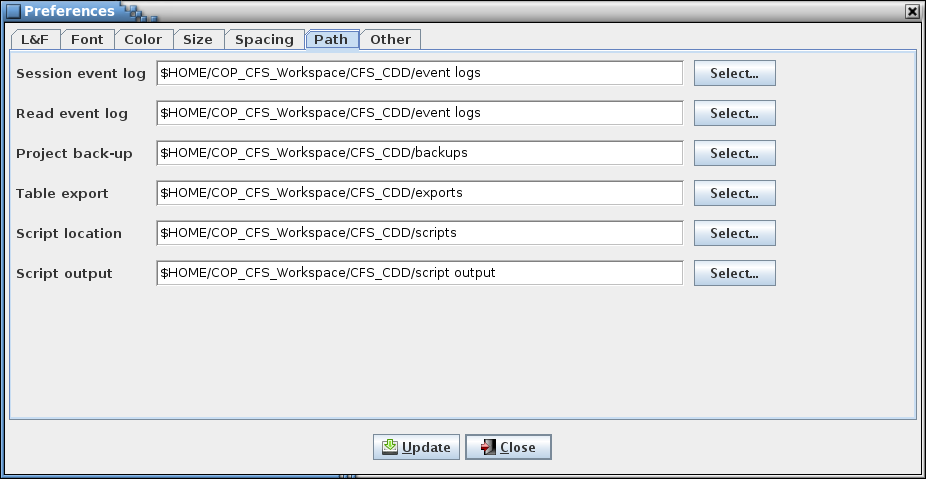 Preferences
L&F Font Color Size Spacing Path Other
Session event log $HOME/COP_CFS_Workspace/CFS_CDD/event logs Select...
Read event log $HOME/COP_CFS_Workspace/CFS_CDD/event logs Select...
Project back-up $HOME/COP_CFS_Workspace/CFS_CDD/backups Select...
Table export $HOME/COP_CFS_Workspace/CFS_CDD/exports Select...
Script location $HOME/COP_CFS_Workspace/CFS_CDD/scripts Select...
Script output $HOME/COP_CFS_Workspace/CFS_CDD/script output Select...
Update Close